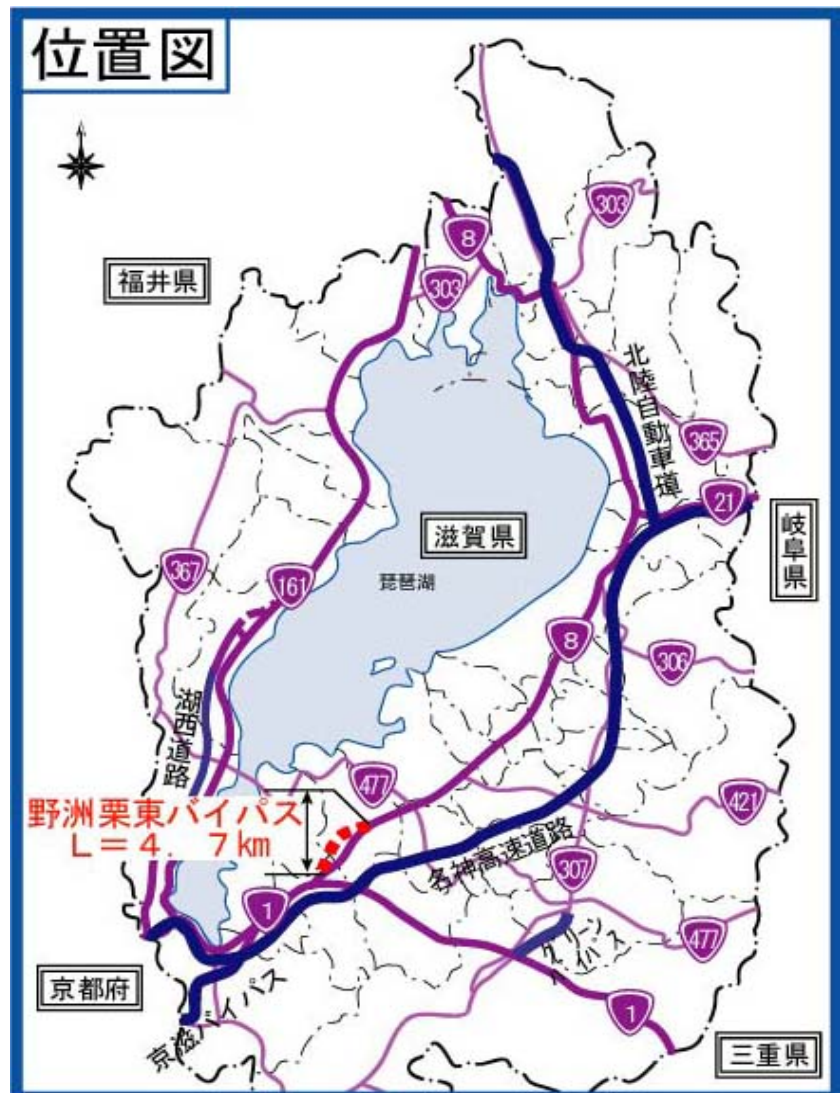 位置図
303
8
福井県
303
北陸自動車道
365
21
滋賀県
岐阜県
367
琵琶湖
161
8
306
湖西道路
477
野洲栗東バイパス
L=4．7km
421
名神高速道路
307
1
477
グリーン
バイパス
京都府
京滋バイパス
1
三重県